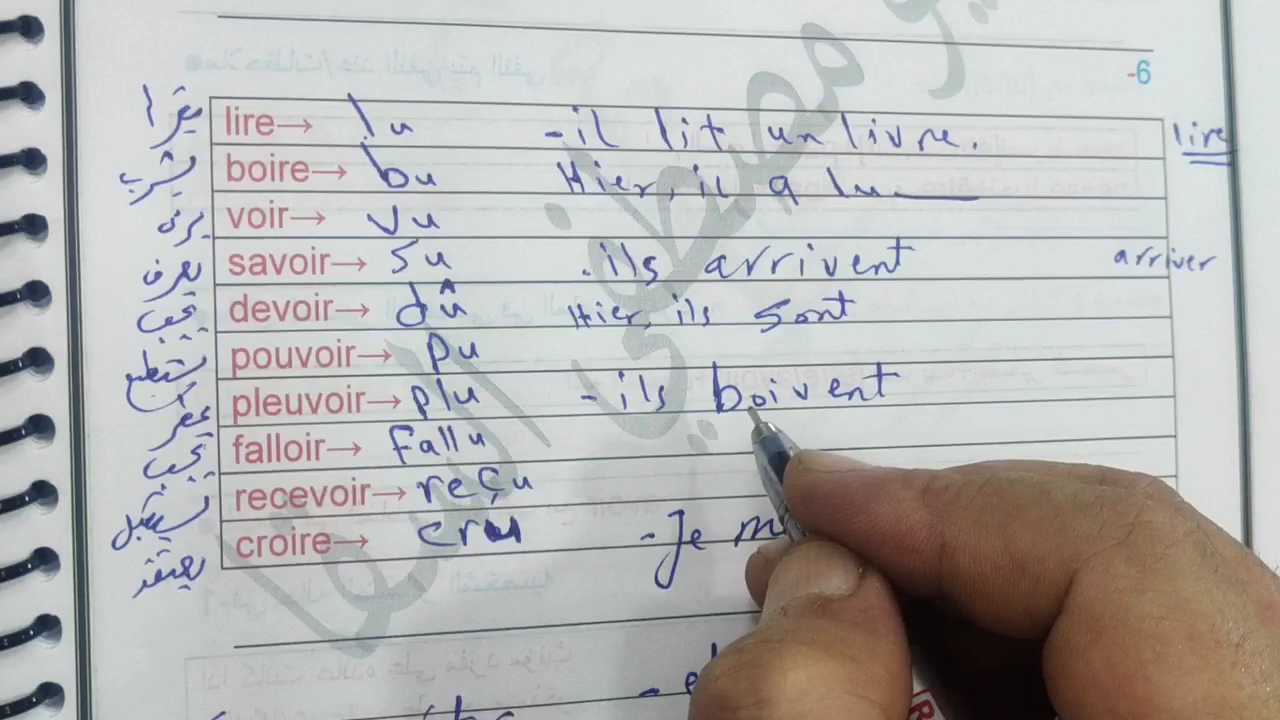 -6
يقرأ lire→ lu - il lit un livre. lire
يشرب boire→ bu Hier, il a lu
يرى voir→ vu
يعرف savoir→ su . ils arrivent arriver
يجب devoir→ dû Hier, ils sont
يستطيع pouvoir→ pu
pleuvoir→ plu - ils boivent
يجب falloir→ fallu
يستقبل recevoir→ reçu
يعتقد croire→ cru - Je